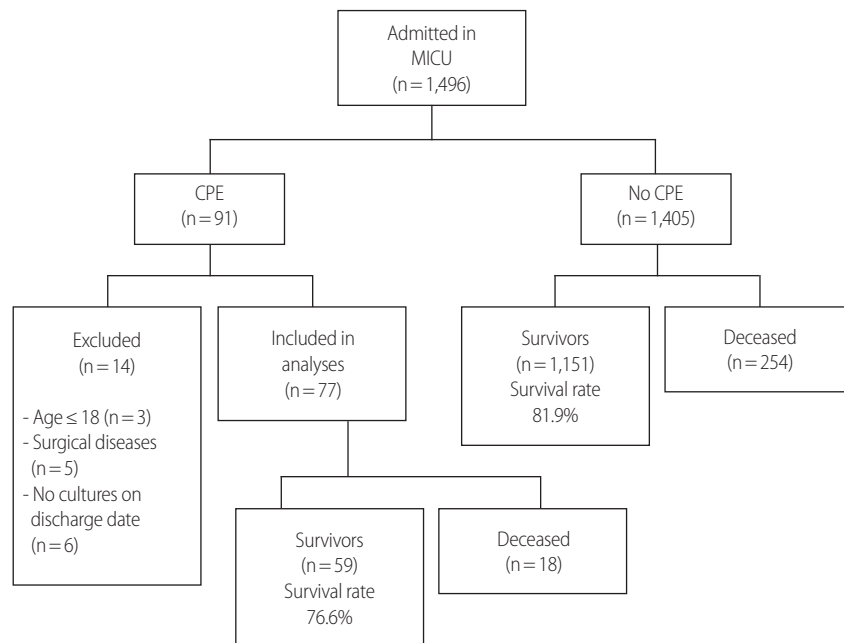 Admitted in
MICU
(n = 1,496)
CPE
(n = 91)
No CPE
(n = 1,405)
Excluded
(n = 14)
- Age ≤ 18 (n = 3)
- Surgical diseases
(n = 5)
- No cultures on
discharge date
(n = 6)
Included in
analyses
(n = 77)
Survivors
(n = 1,151)
Survival rate
81.9%
Deceased
(n = 254)
Survivors
(n = 59)
Survival rate
76.6%
Deceased
(n = 18)